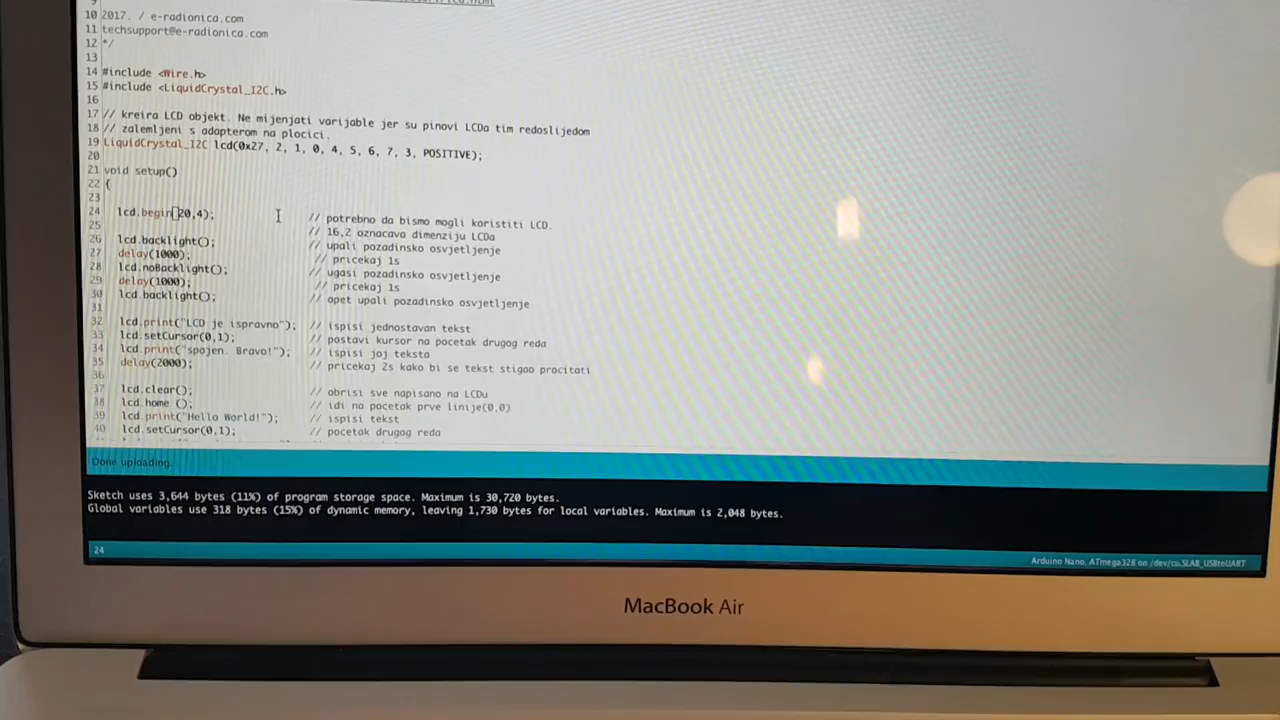 10 2017. / e-radionica.com
11 techsupport@e-radionica.com
12 */
13
14 #include <Wire.h>
15 #include <LiquidCrystal_I2C.h>
16
17 // kreira LCD objekt. Ne mijenjati varijable jer su pinovi LCDa tim redoslijedom
18 // zalemljeni s adapterom na plocici.
19 LiquidCrystal_I2C lcd(0x27, 2, 1, 0, 4, 5, 6, 7, 3, POSITIVE);
20
21 void setup()
22 {
23
24 lcd.begin(20,4); // potrebno da bismo mogli koristiti LCD.
25 // 16,2 oznacava dimenziju LCDa
26 lcd.backlight(); // upali pozadinsko osvjetljenje
27 delay(1000); // pricekaj 1s
28 lcd.noBacklight(); // ugasi pozadinsko osvjetljenje
29 delay(1000); // pricekaj 1s
30 lcd.backlight(); // opet upali pozadinsko osvjetljenje
31
32 lcd.print("LCD je ispravno"); // ispisi jednostavan tekst
33 lcd.setCursor(0,1); // postavi kursor na pocetak drugog reda
34 lcd.print("spojen. Bravo!"); // ispisi joj teksta
35 delay(2000); // pricekaj 2s kako bi se tekst stigao procitati
36
37 lcd.clear(); // obrisi sve napisano na LCDu
38 lcd.home (); // idi na pocetak prve linije(0,0)
39 lcd.print("Hello World!"); // ispisi tekst
40 lcd.setCursor(0,1); // pocetak drugog reda
Done uploading.
Sketch uses 3,644 bytes (11%) of program storage space. Maximum is 30,720 bytes.
Global variables use 318 bytes (15%) of dynamic memory, leaving 1,730 bytes for local variables. Maximum is 2,048 bytes.
24
Arduino Nano, ATmega328 on /dev/cu.SLAB_USBtoUART
MacBook Air